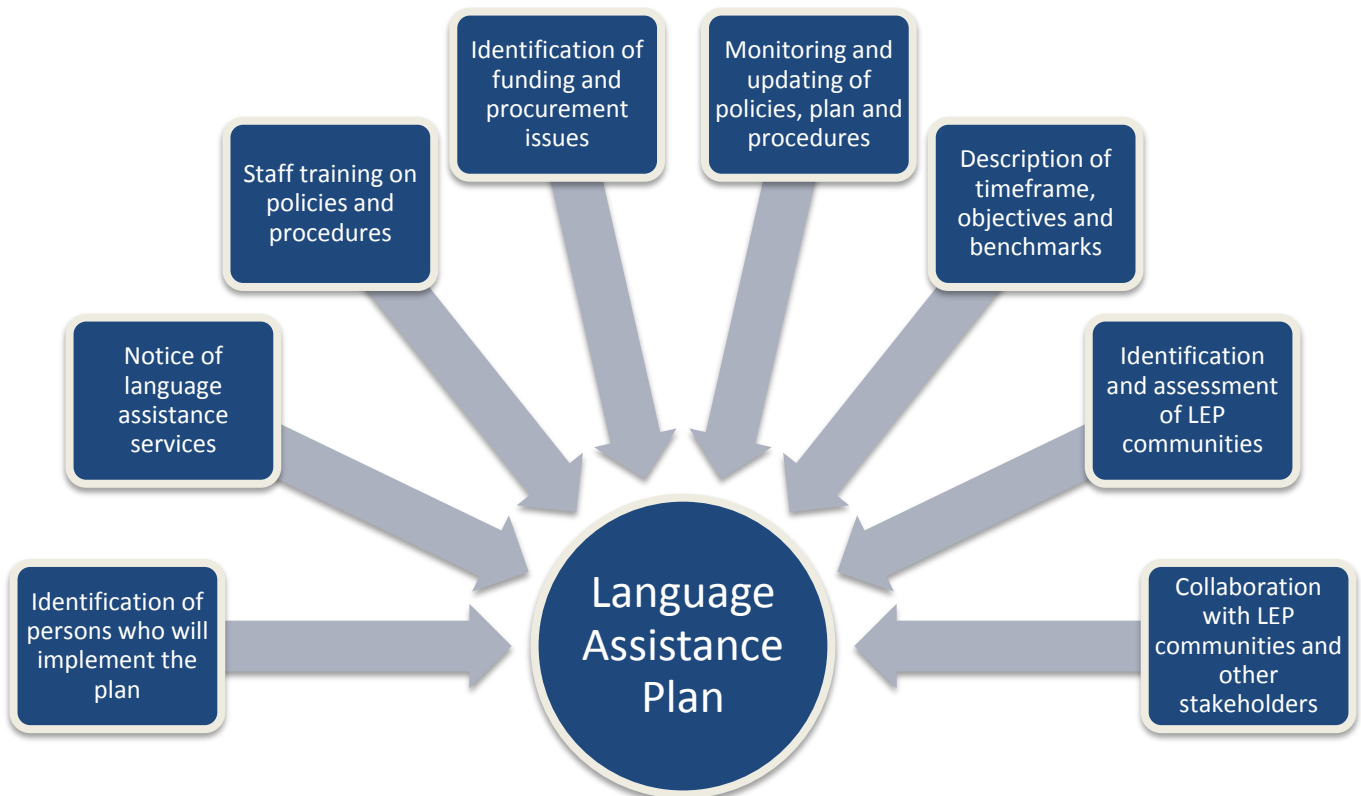 Identification of
funding and
procurement
issues
Monitoring and
updating of
policies, plan and
procedures
Staff training on
policies and
procedures
Description of
timeframe,
objectives and
benchmarks
Notice of
language
assistance
services
Identification
and assessment
of LEP
communities
Identification of
persons who will
implement the
plan
Language
Assistance
Plan
Collaboration
with LEP
communities and
other
stakeholders